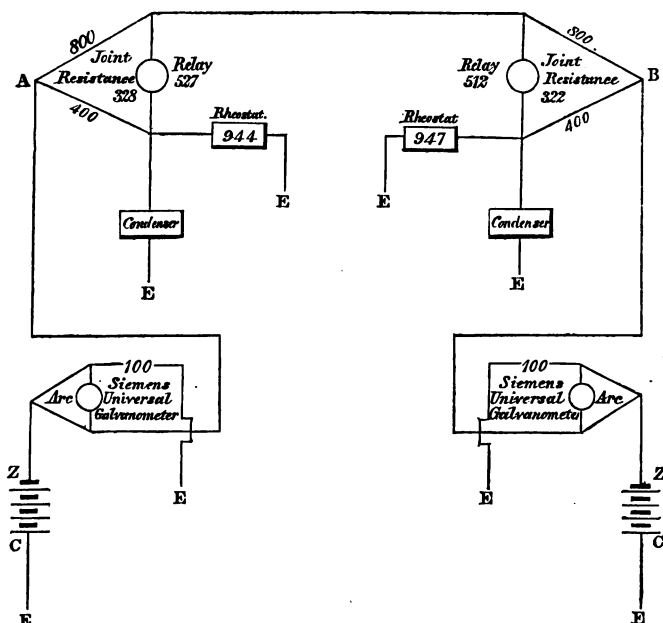 800
Joint
Resistance
328
Relay
527
A
400
Rheostat.
944
E
Condenser
E
800
Relay
512
Joint
Resistance
322
B
400
Rheostat
947
E
Condenser
E
100
Arc
Siemens
Universal
Galvanometer
Z
E
C
E
100
Siemens
Universal
Galvanometer
Arc
Z
E
C
E